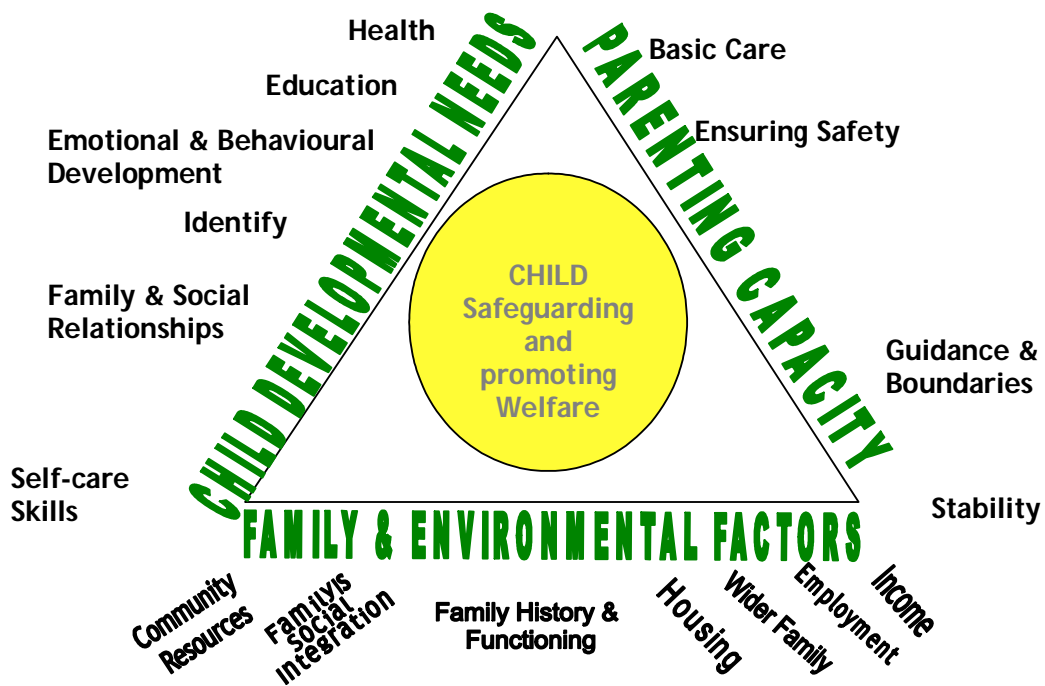 Health
Education
Emotional & Behavioural
Development
Identify
Family & Social
Relationships
Self-care
Skills
CHILD DEVELOPMENTAL NEEDS
PARENTING CAPACITY
Basic Care
Ensuring Safety
Guidance &
Boundaries
Stability
CHILD
Safeguarding
and
promoting
Welfare
FAMILY & ENVIRONMENTAL FACTORS
Community
Resources
Family's
Social
Integration
Family History &
Functioning
Housing
Wider Family
Employment
Income